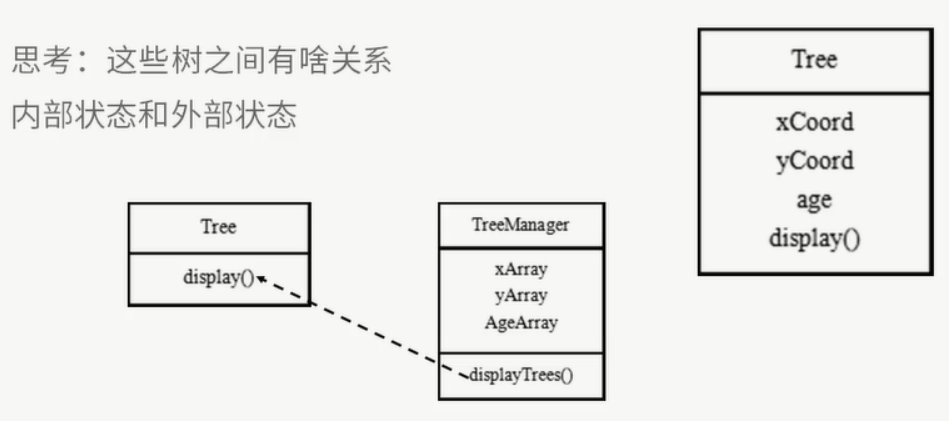 思考：这些树之间有啥关系
内部状态和外部状态
Tree
xCoord
yCoord
age
display()
Tree
display()
TreeManager
xArray
yArray
AgeArray
displayTrees()